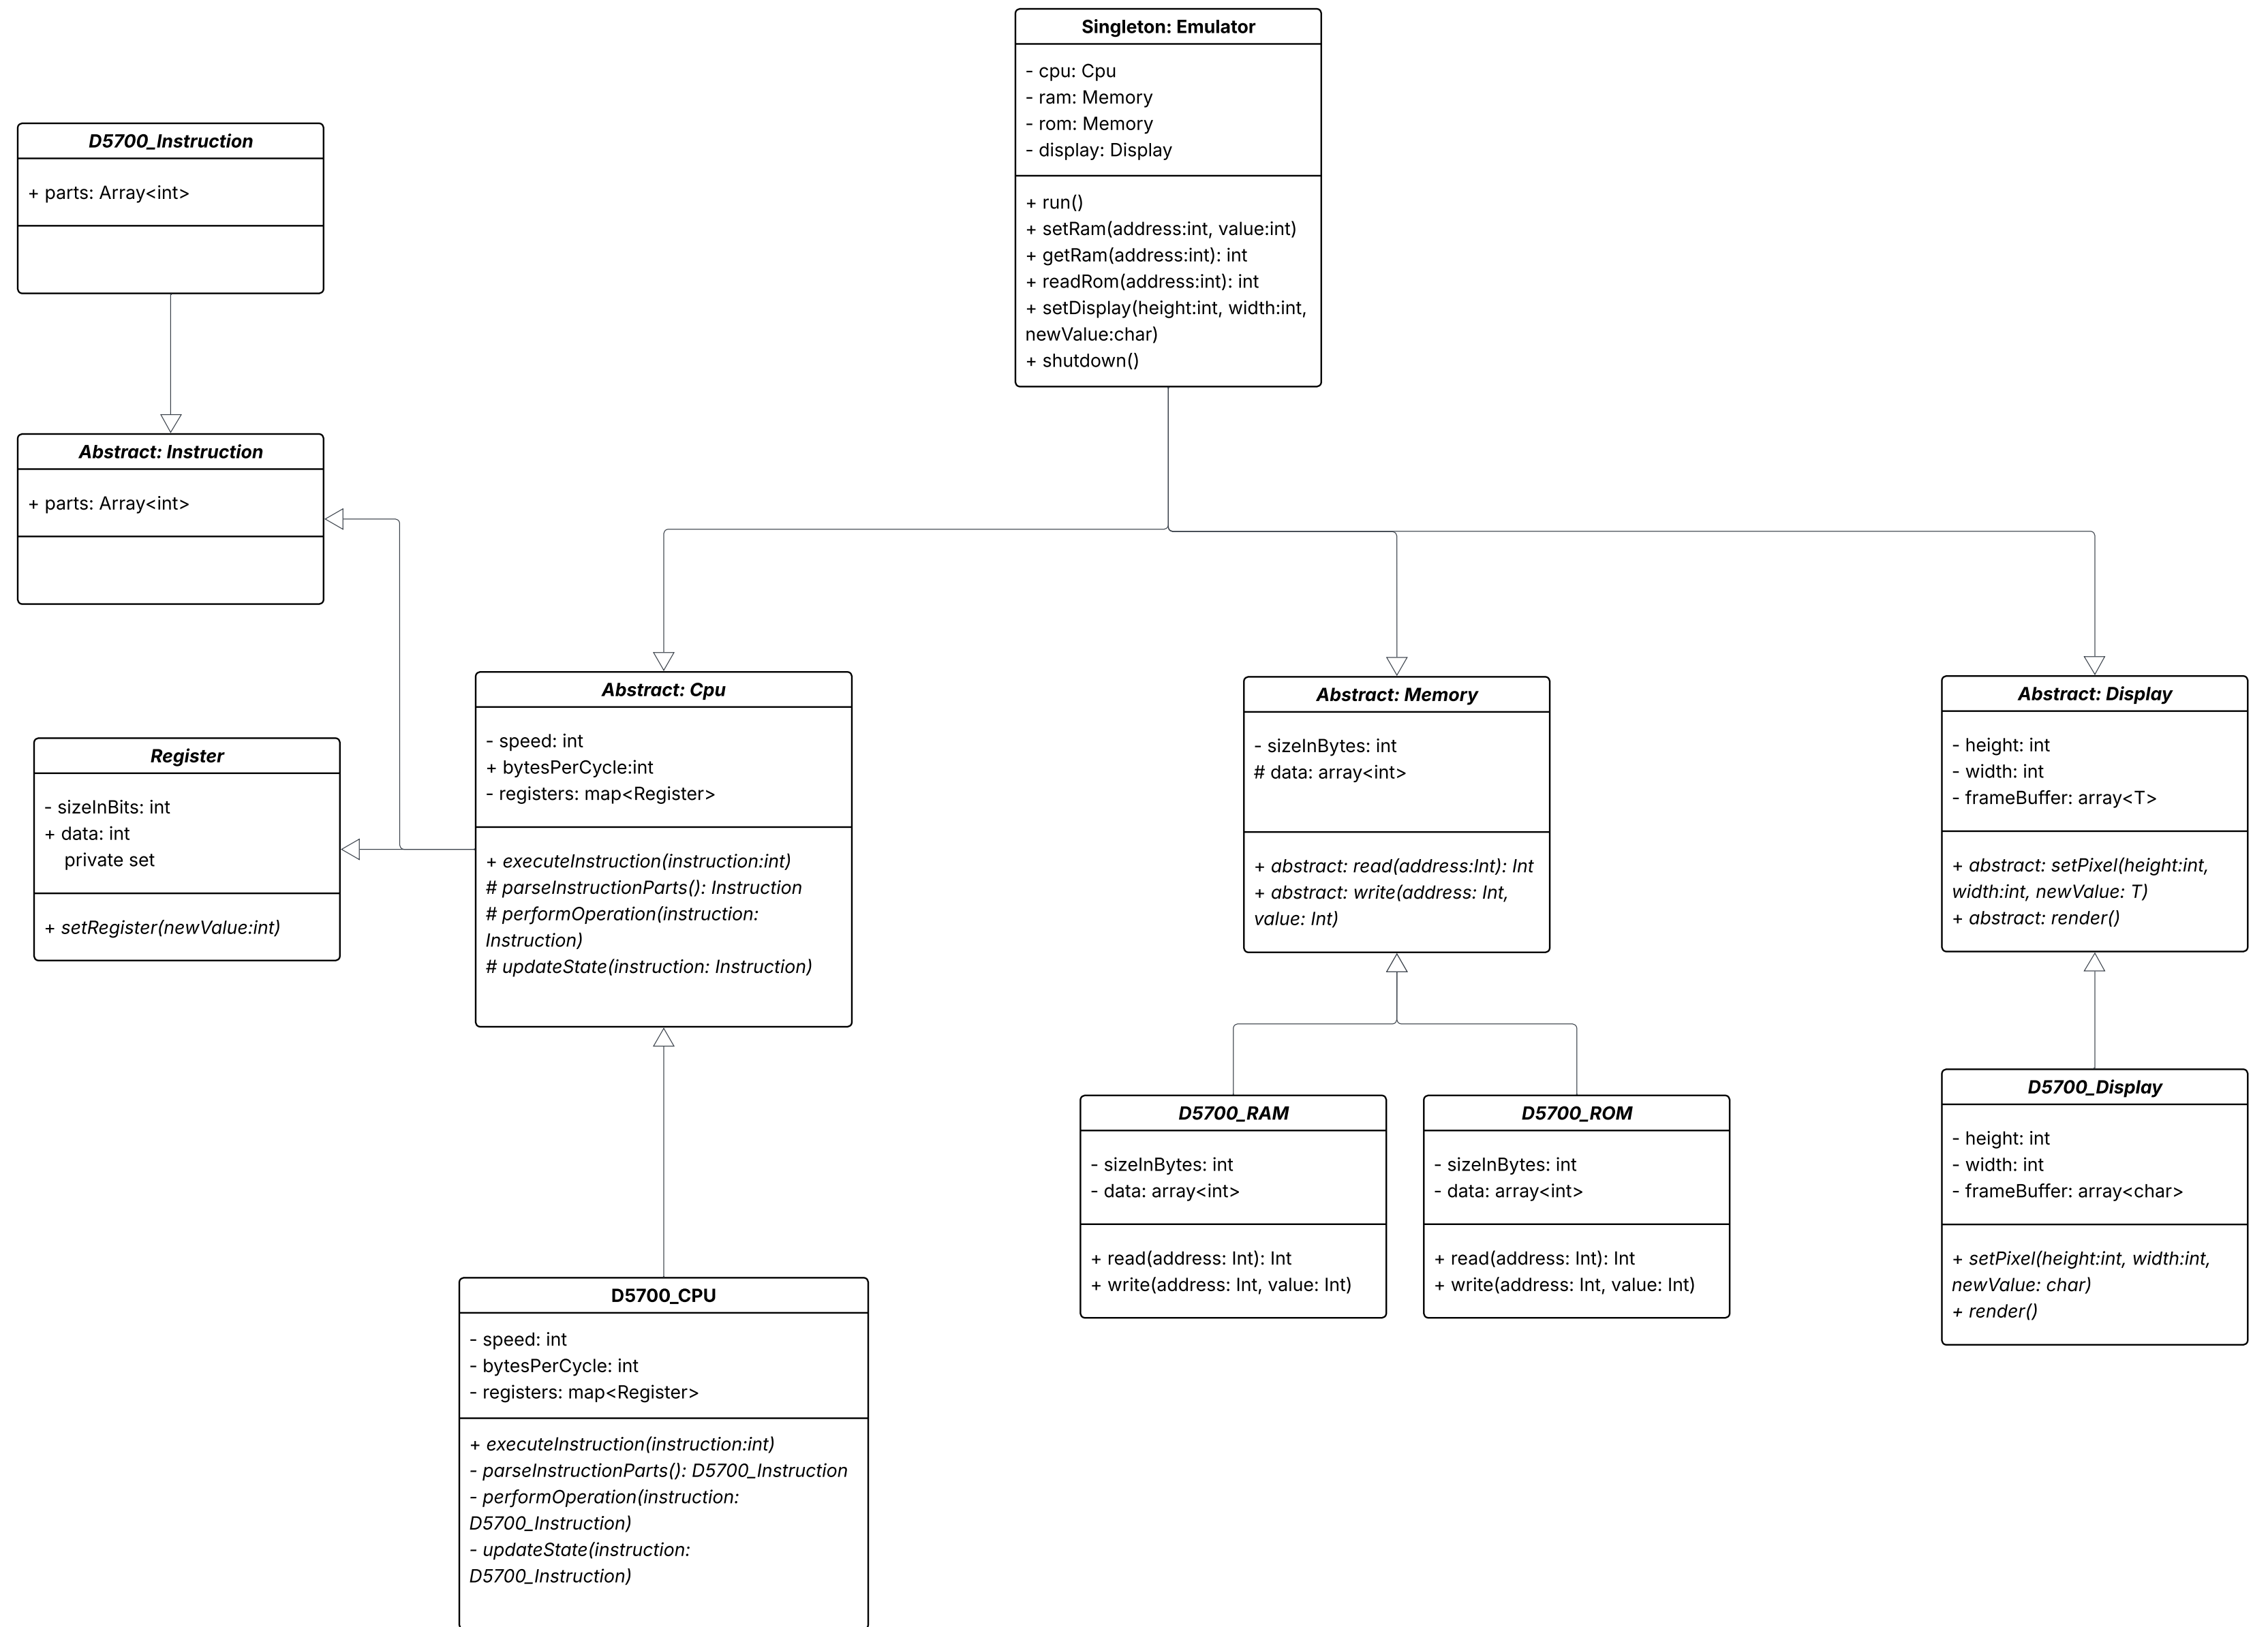 Singleton: Emulator
- cpu: Cpu
- ram: Memory
- rom: Memory
- display: Display
+ run()
+ setRam(address:int, value:int)
+ getRam(address:int): int
+ readRom(address:int): int
+ setDisplay(height:int, width:int,
newValue:char)
+ shutdown()
D5700_Instruction
+ parts: Array<int>
Abstract: Instruction
+ parts: Array<int>
Register
- sizeInBits: int
+ data: int
private set
+ setRegister(newValue:int)
Abstract: Cpu
- speed: int
+ bytesPerCycle:int
- registers: map<Register>
+ executeInstruction(instruction:int)
# parseInstructionParts(): Instruction
# performOperation(instruction:
Instruction)
# updateState(instruction: Instruction)
Abstract: Memory
- sizeInBytes: int
# data: array<int>
+ abstract: read(address:Int): Int
+ abstract: write(address: Int,
value: Int)
Abstract: Display
- height: int
- width: int
- frameBuffer: array<T>
+ abstract: setPixel(height:int,
width:int, newValue: T)
+ abstract: render()
D5700_CPU
- speed: int
- bytesPerCycle: int
- registers: map<Register>
+ executeInstruction(instruction:int)
- parseInstructionParts(): D5700_Instruction
- performOperation(instruction:
D5700_Instruction)
- updateState(instruction:
D5700_Instruction)
D5700_RAM
- sizeInBytes: int
- data: array<int>
+ read(address: Int): Int
+ write(address: Int, value: Int)
D5700_ROM
- sizeInBytes: int
- data: array<int>
+ read(address: Int): Int
+ write(address: Int, value: Int)
D5700_Display
- height: int
- width: int
- frameBuffer: array<char>
+ setPixel(height:int, width:int,
newValue: char)
+ render()